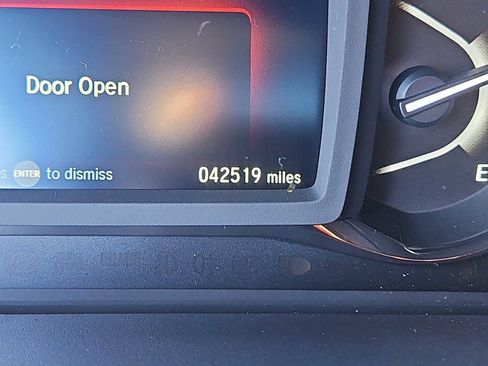 Door Open
s ENTER to dismiss
042519 miles
E